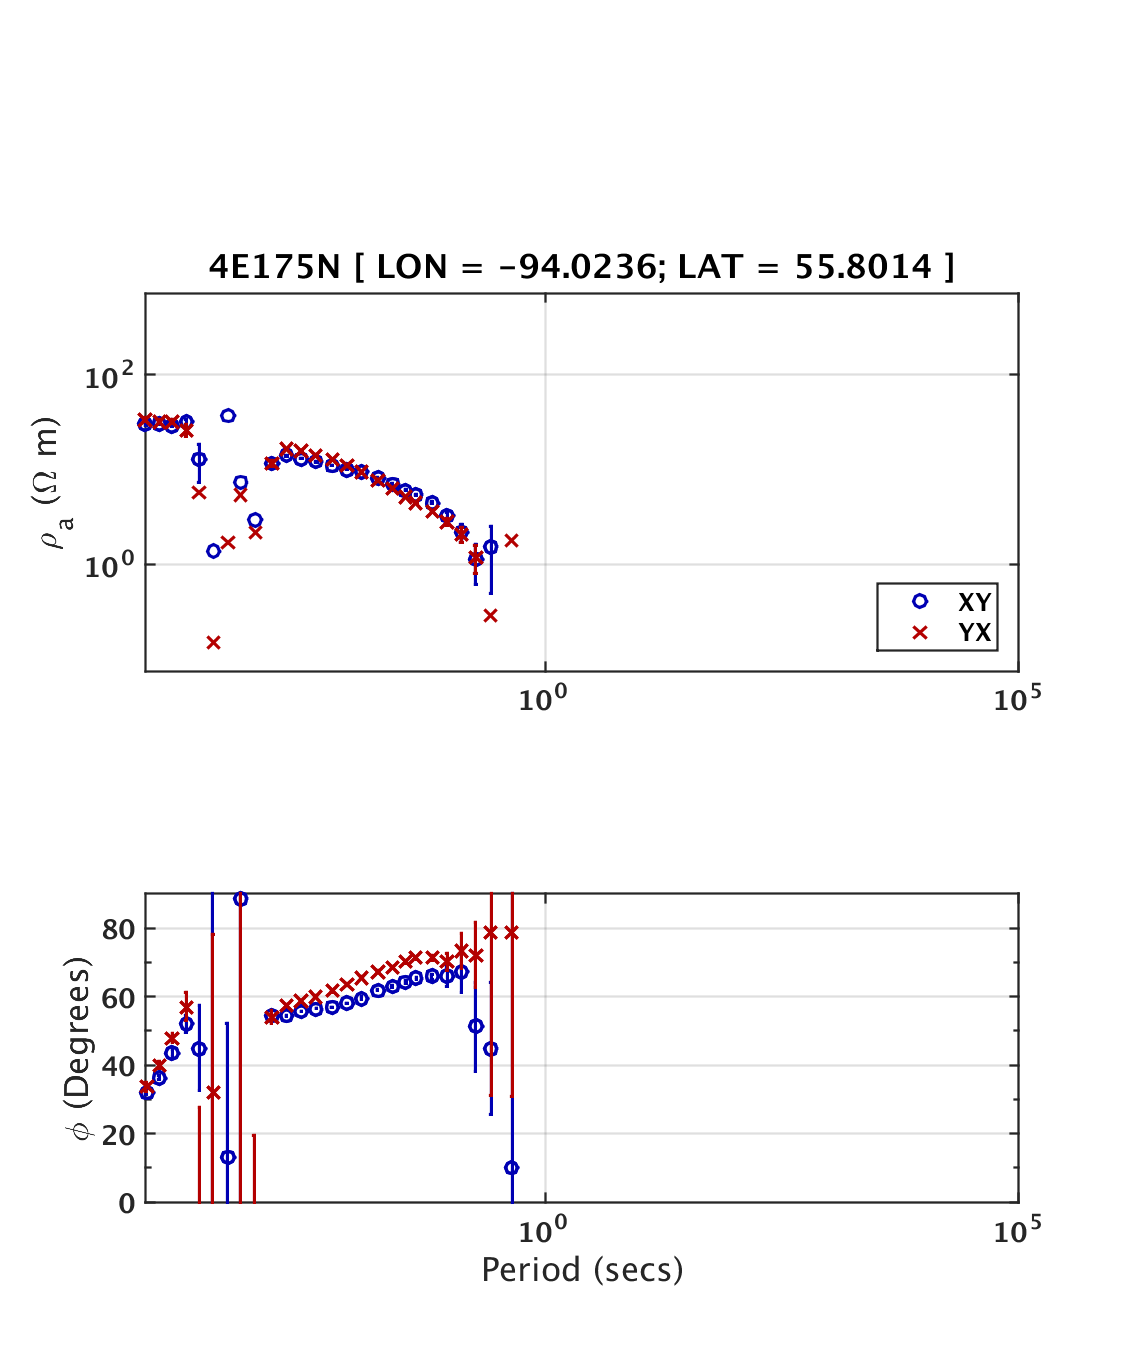 4E175N [ LON = -94.0236; LAT = 55.8014 ]
10²
10⁰
ρₐ (Ω m)
XY
YX
10⁰ 10⁵
80
60
40
20
0
ϕ (Degrees)
10⁰ 10⁵
Period (secs)